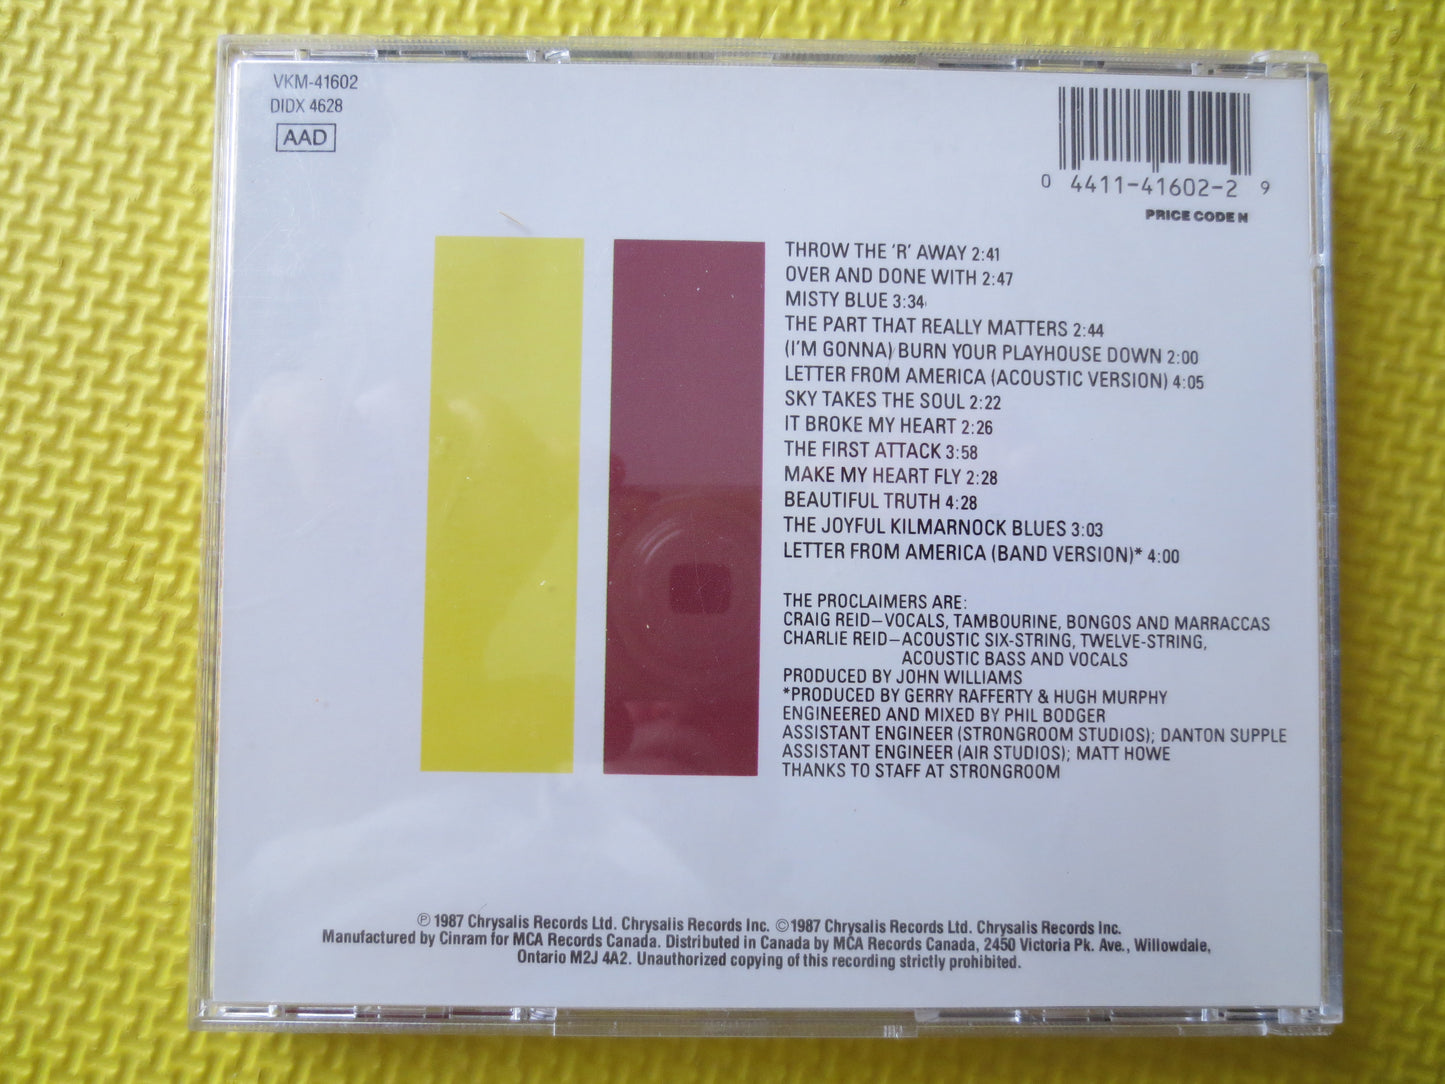 VKM-41602
DIDX 4628
AAD
0 4411-41602-2 9
PRICE CODE N
THROW THE 'R' AWAY 2:41
OVER AND DONE WITH 2:47
MISTY BLUE 3:34
THE PART THAT REALLY MATTERS 2:44
(I'M GONNA) BURN YOUR PLAYHOUSE DOWN 2:00
LETTER FROM AMERICA (ACOUSTIC VERSION) 4:05
SKY TAKES THE SOUL 2:22
IT BROKE MY HEART 2:26
THE FIRST ATTACK 3:58
MAKE MY HEART FLY 2:28
BEAUTIFUL TRUTH 4:28
THE JOYFUL KILMARNOCK BLUES 3:03
LETTER FROM AMERICA (BAND VERSION)* 4:00
THE PROCLAIMERS ARE:
CRAIG REID–VOCALS, TAMBOURINE, BONGOS AND MARRACCAS
CHARLIE REID–ACOUSTIC SIX-STRING, TWELVE-STRING,
ACOUSTIC BASS AND VOCALS
PRODUCED BY JOHN WILLIAMS
*PRODUCED BY GERRY RAFFERTY & HUGH MURPHY
ENGINEERED AND MIXED BY PHIL BODGER
ASSISTANT ENGINEER (STRONGROOM STUDIOS); DANTON SUPPLE
ASSISTANT ENGINEER (AIR STUDIOS); MATT HOWE
THANKS TO STAFF AT STRONGROOM
℗ 1987 Chrysalis Records Ltd. Chrysalis Records Inc. ©1987 Chrysalis Records Ltd. Chrysalis Records Inc.
Manufactured by Cinram for MCA Records Canada. Distributed in Canada by MCA Records Canada, 2450 Victoria Pk. Ave., Willowdale,
Ontario M2J 4A2. Unauthorized copying of this recording strictly prohibited.